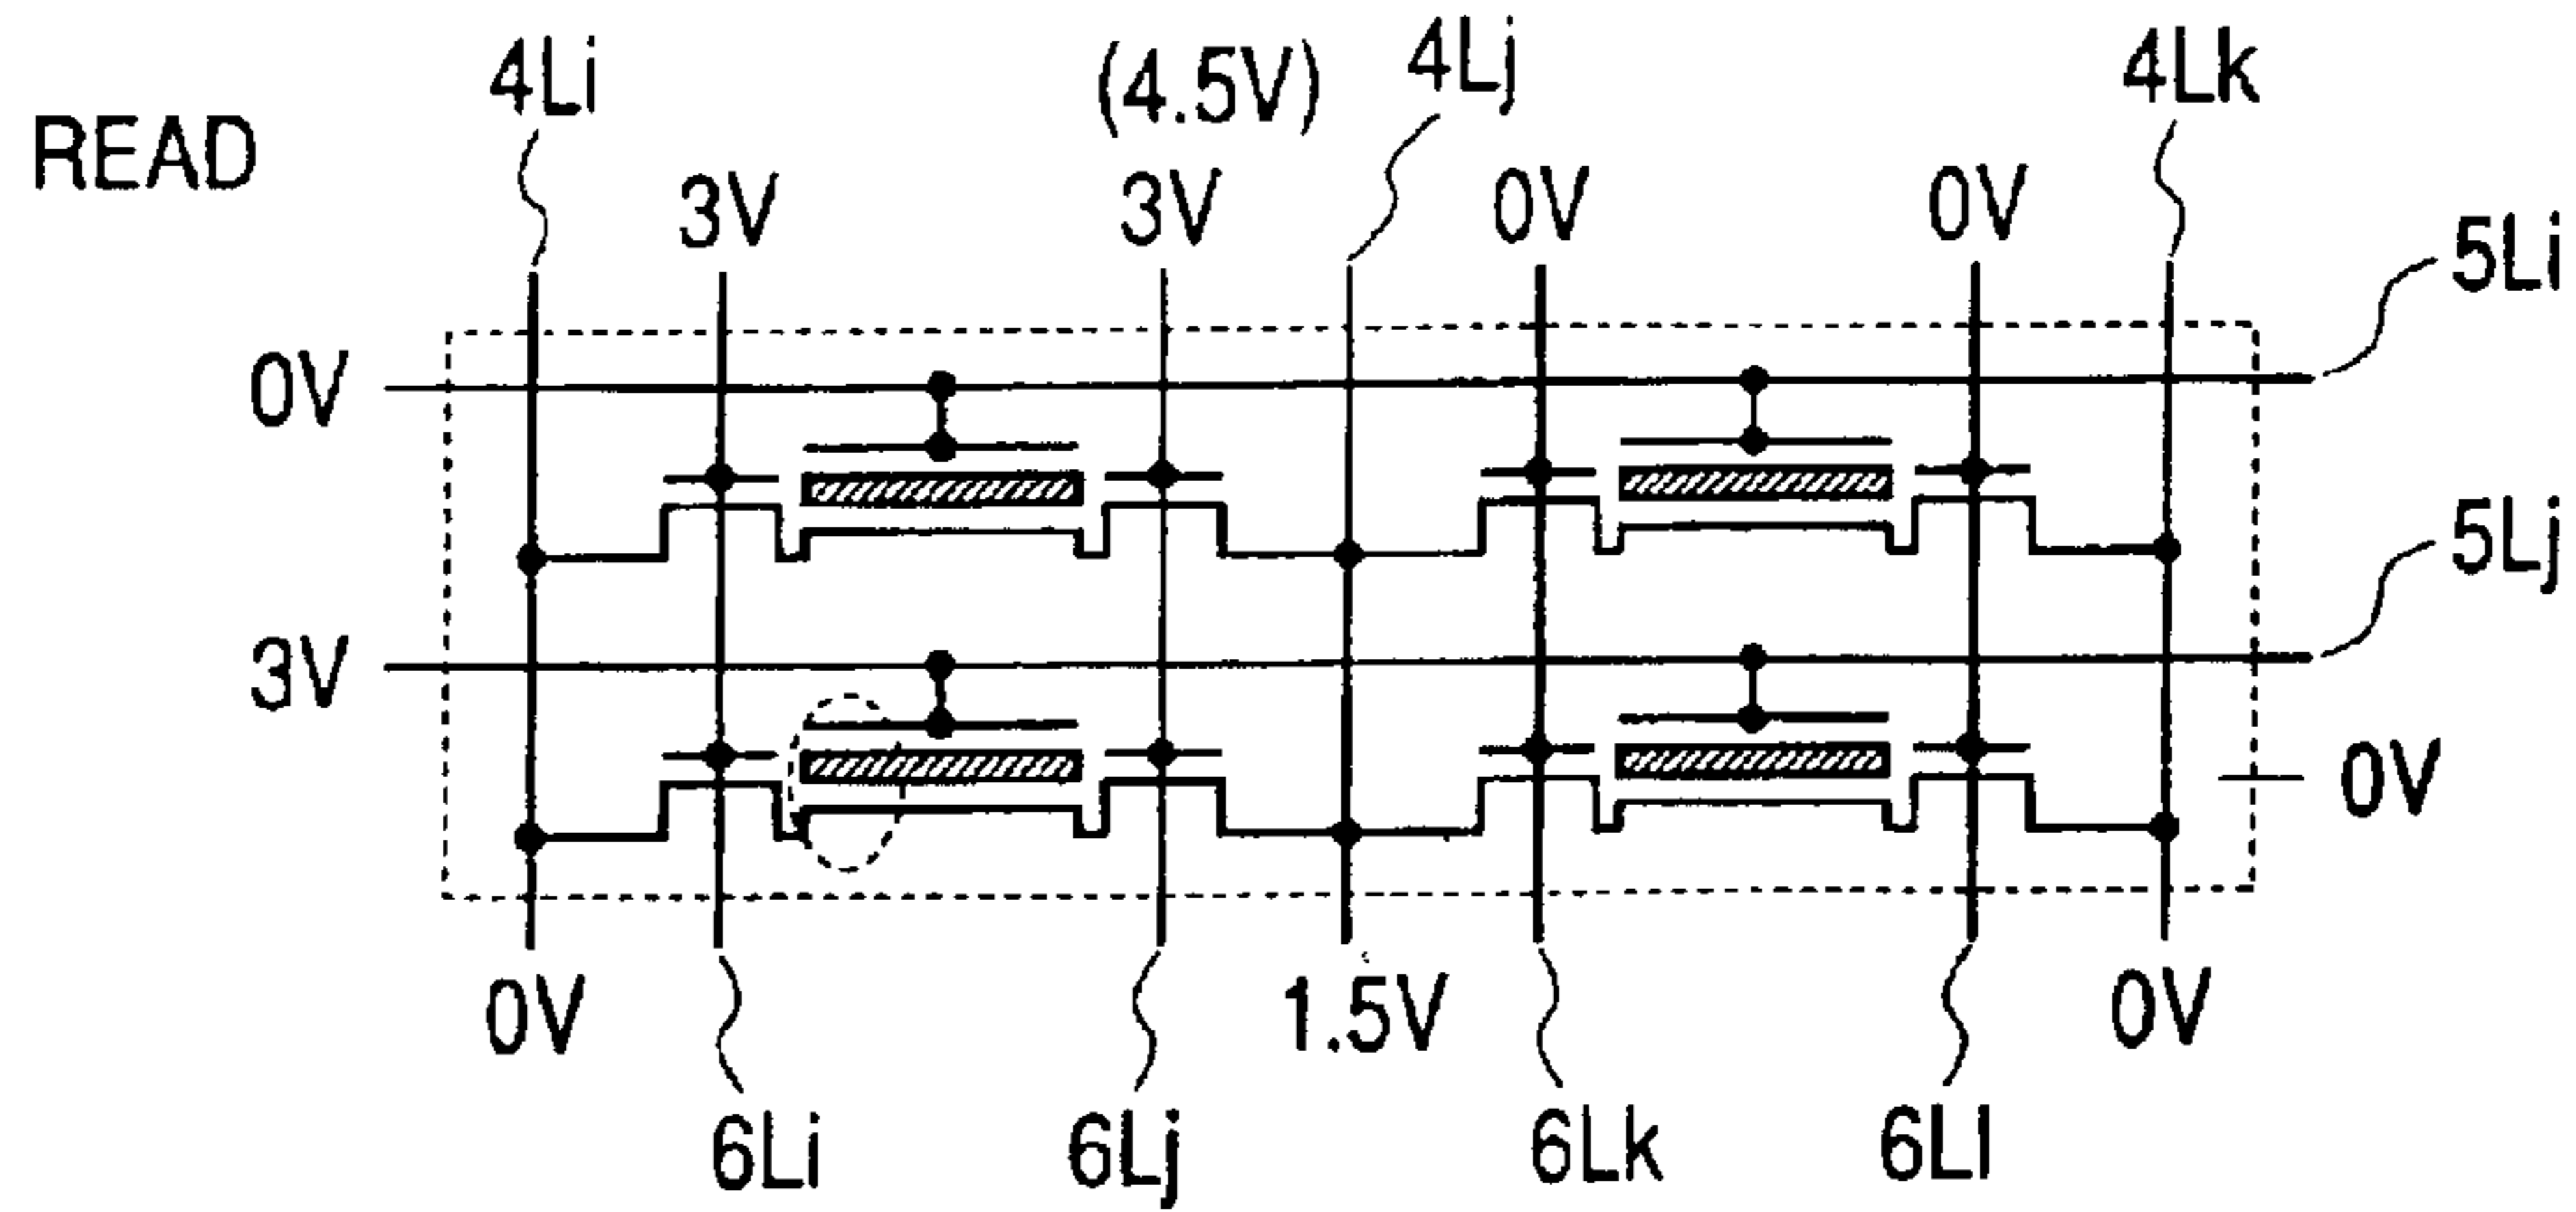 READ
4Li (4.5V) 4Lj 4Lk
3V 3V 0V 0V
5Li
0V
5Lj
3V
0V
0V 1.5V 0V
6Li 6Lj 6Lk 6Ll